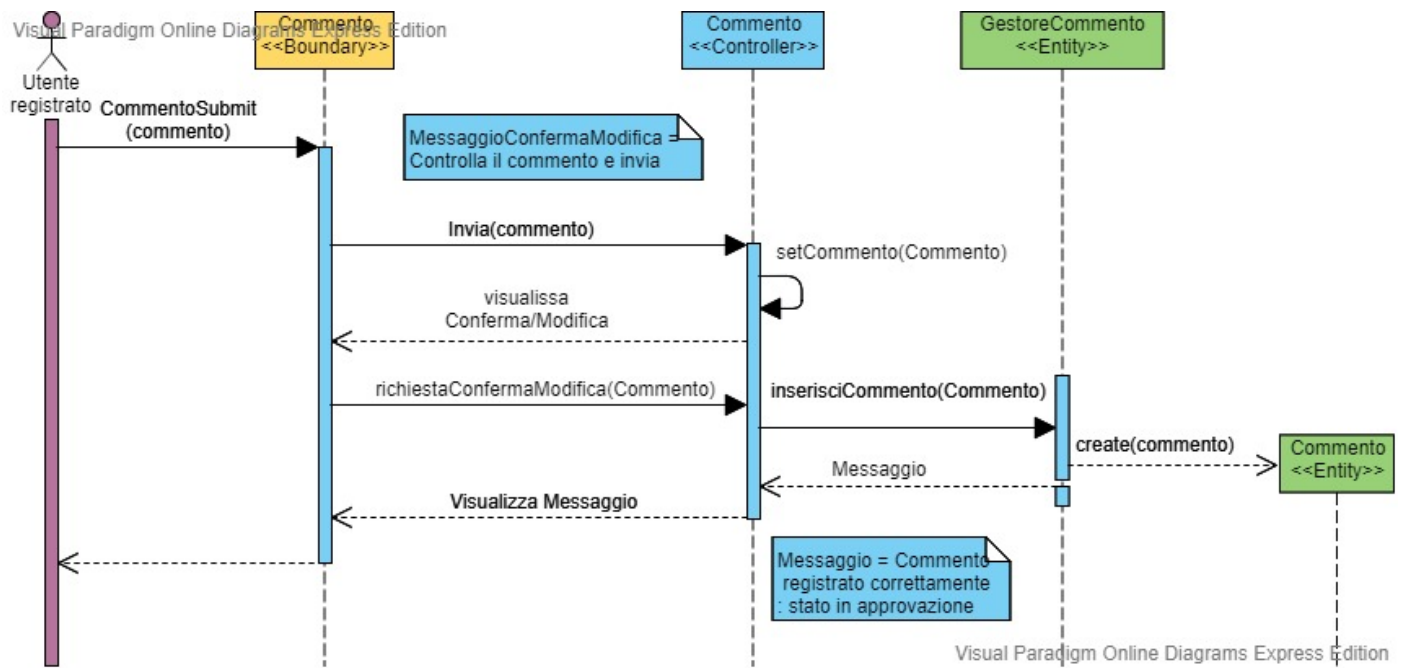 Visual Paradigm Online Diagrams Express Edition
Commento
<<Boundary>>
Commento
<<Controller>>
GestoreCommento
<<Entity>>
Utente
registrato
CommentoSubmit
(commento)
MessaggioConfermaModifica =
Controlla il commento e invia
Invia(commento)
setCommento(Commento)
visualissa
Conferma/Modifica
richiestaConfermaModifica(Commento)
inserisciCommento(Commento)
create(commento)
Commento
<<Entity>>
Messaggio
Visualizza Messaggio
Messaggio = Commento
registrato correttamente
: stato in approvazione
Visual Paradigm Online Diagrams Express Edition